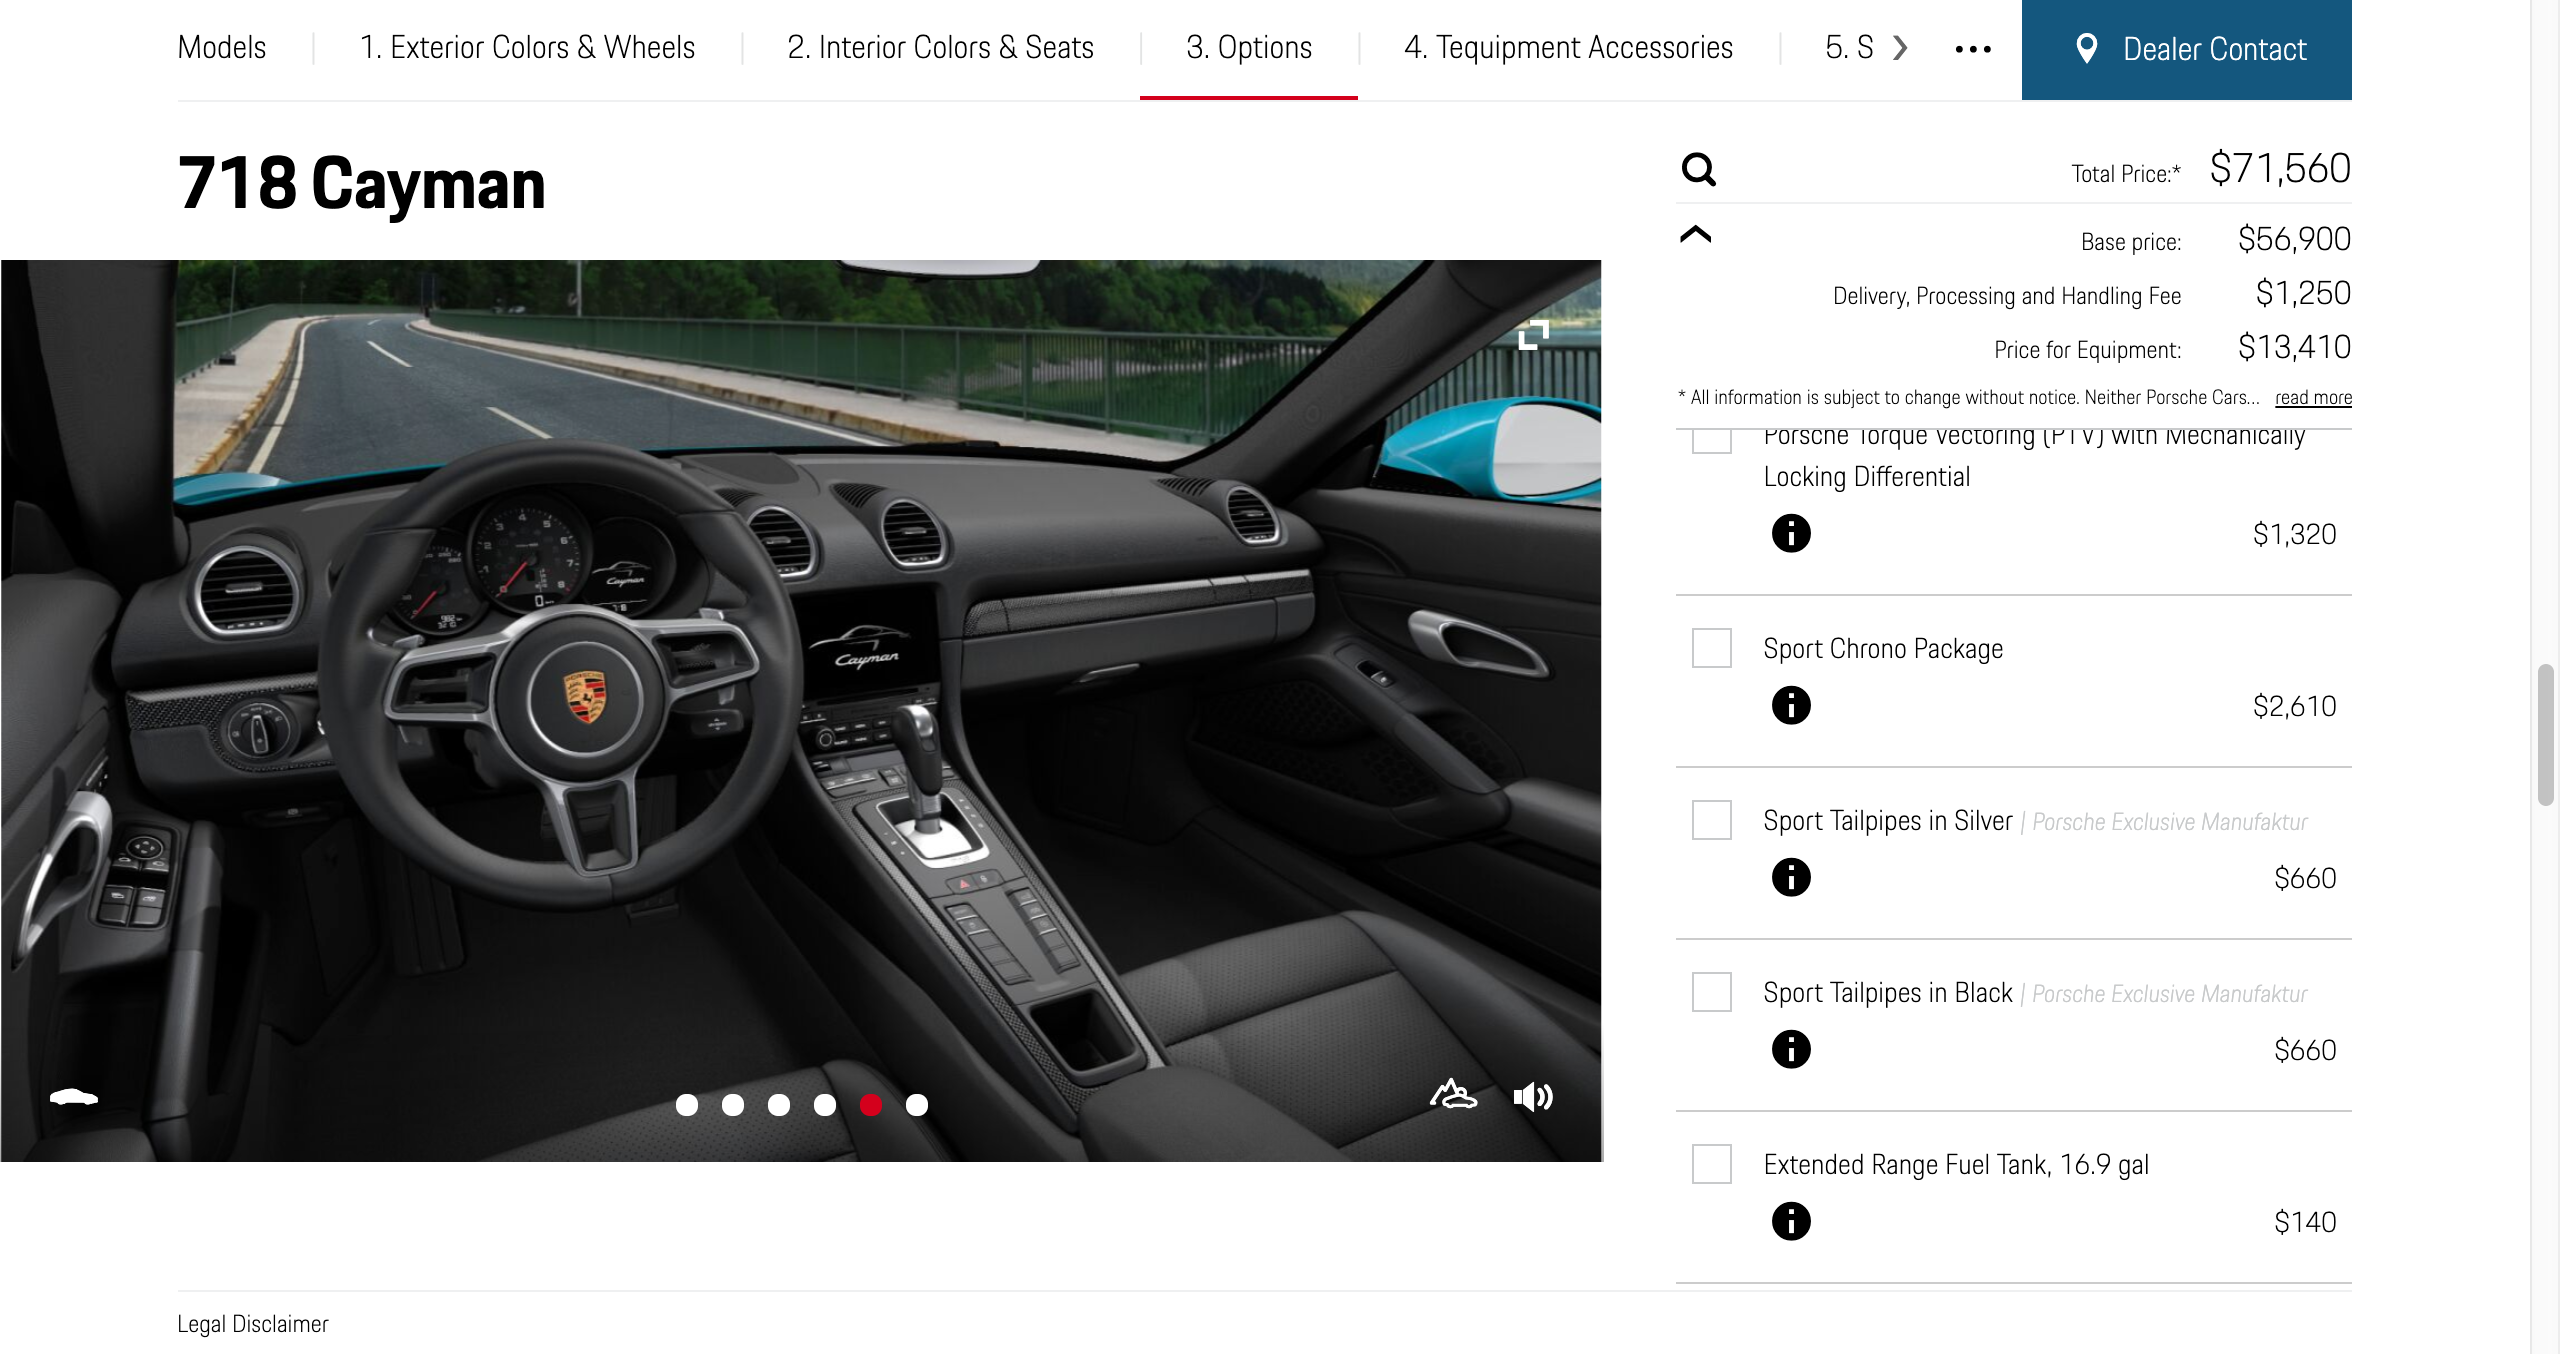 Models
1. Exterior Colors & Wheels
2. Interior Colors & Seats
3. Options
4. Tequipment Accessories
5. S
Dealer Contact
718 Cayman
Total Price:* $71,560
Base price: $56,900
Delivery, Processing and Handling Fee $1,250
Price for Equipment: $13,410
* All information is subject to change without notice. Neither Porsche Cars... read more
Porsche Torque Vectoring (PTV) with Mechanically
Locking Differential
$1,320
Sport Chrono Package
$2,610
Sport Tailpipes in Silver | Porsche Exclusive Manufaktur
$660
Sport Tailpipes in Black | Porsche Exclusive Manufaktur
$660
Extended Range Fuel Tank, 16.9 gal
$140
Cayman
Cayman
PORSCHE
Legal Disclaimer